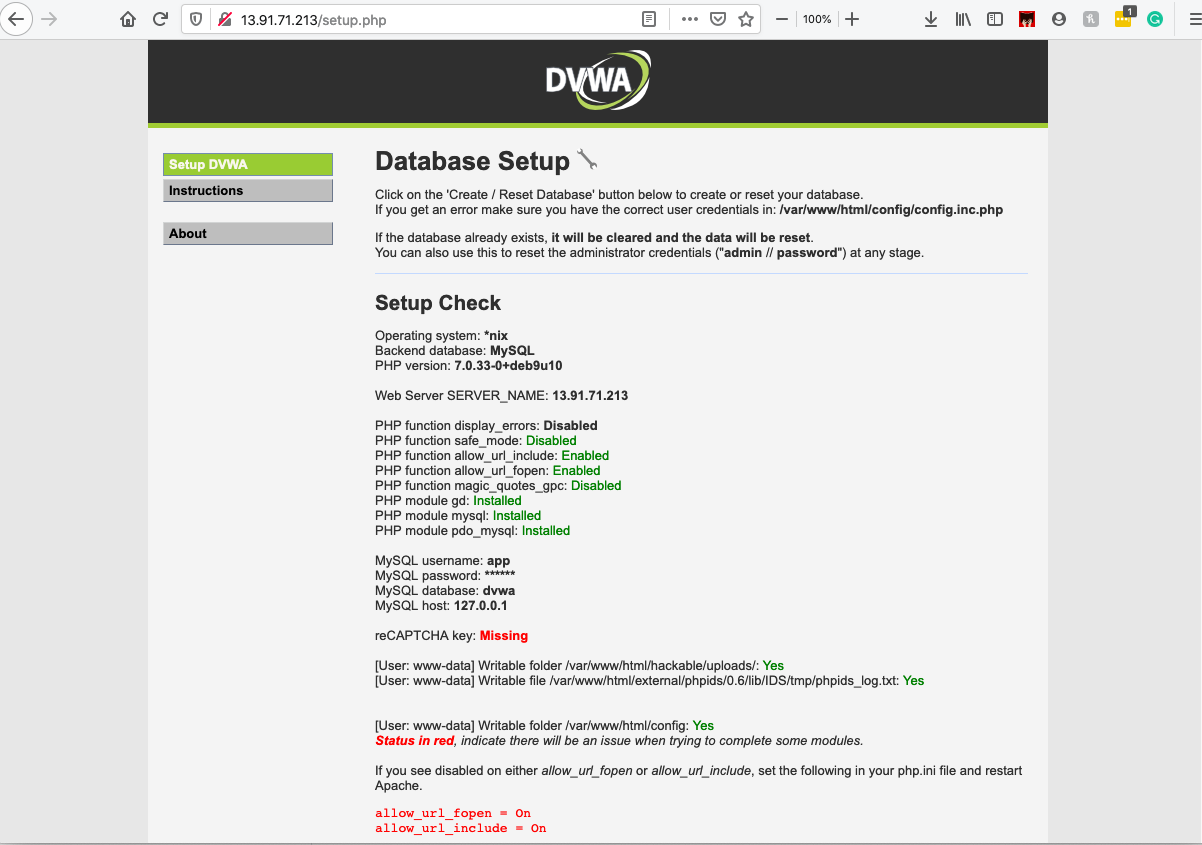 13.91.71.213/setup.php
100%
1
DVWA
Setup DVWA
Instructions
About
Database Setup
Click on the 'Create / Reset Database' button below to create or reset your database.
If you get an error make sure you have the correct user credentials in: /var/www/html/config/config.inc.php
If the database already exists, it will be cleared and the data will be reset.
You can also use this to reset the administrator credentials ("admin // password") at any stage.
Setup Check
Operating system: *nix
Backend database: MySQL
PHP version: 7.0.33-0+deb9u10
Web Server SERVER_NAME: 13.91.71.213
PHP function display_errors: Disabled
PHP function safe_mode: Disabled
PHP function allow_url_include: Enabled
PHP function allow_url_fopen: Enabled
PHP function magic_quotes_gpc: Disabled
PHP module gd: Installed
PHP module mysql: Installed
PHP module pdo_mysql: Installed
MySQL username: app
MySQL password: ******
MySQL database: dvwa
MySQL host: 127.0.0.1
reCAPTCHA key: Missing
[User: www-data] Writable folder /var/www/html/hackable/uploads/: Yes
[User: www-data] Writable file /var/www/html/external/phpids/0.6/lib/IDS/tmp/phpids_log.txt: Yes
[User: www-data] Writable folder /var/www/html/config: Yes
Status in red, indicate there will be an issue when trying to complete some modules.
If you see disabled on either allow_url_fopen or allow_url_include, set the following in your php.ini file and restart
Apache.
allow_url_fopen = On
allow_url_include = On